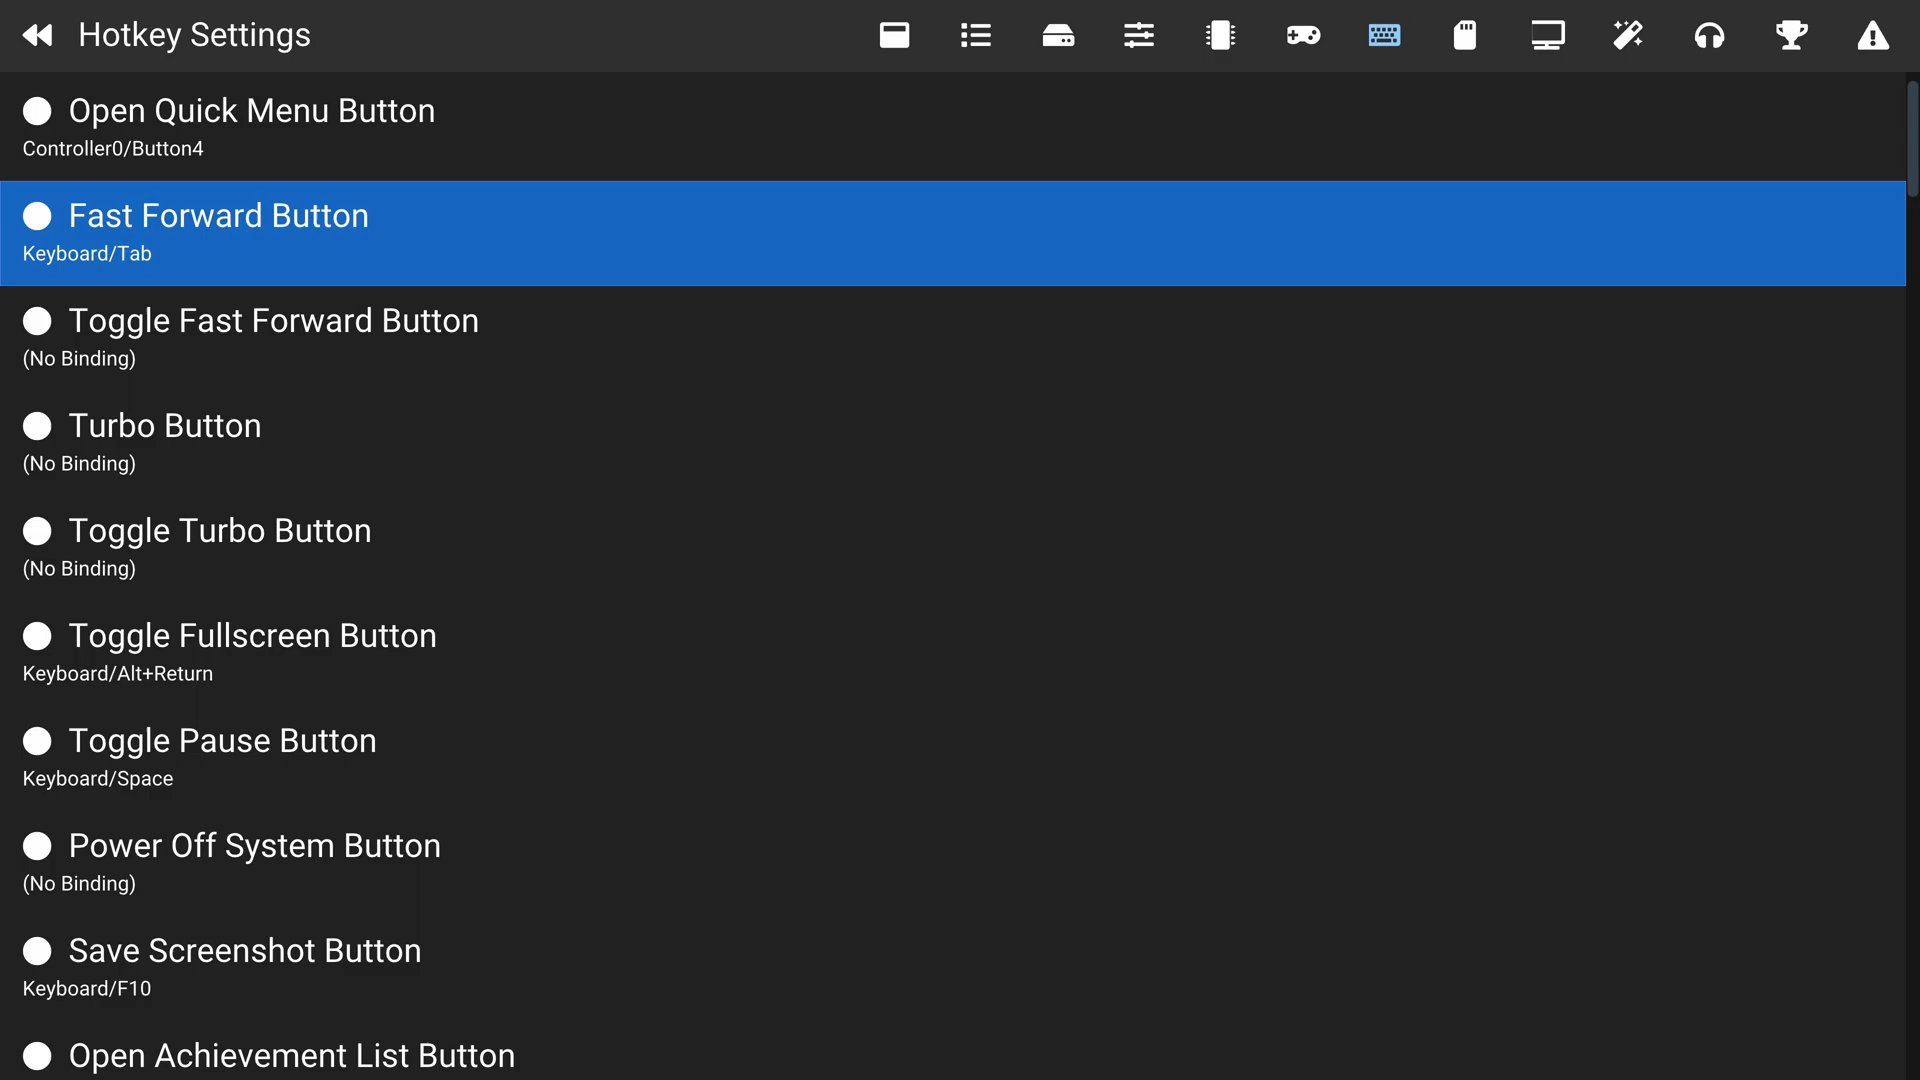 Hotkey Settings
Open Quick Menu Button
Controller0/Button4
Fast Forward Button
Keyboard/Tab
Toggle Fast Forward Button
(No Binding)
Turbo Button
(No Binding)
Toggle Turbo Button
(No Binding)
Toggle Fullscreen Button
Keyboard/Alt+Return
Toggle Pause Button
Keyboard/Space
Power Off System Button
(No Binding)
Save Screenshot Button
Keyboard/F10
Open Achievement List Button